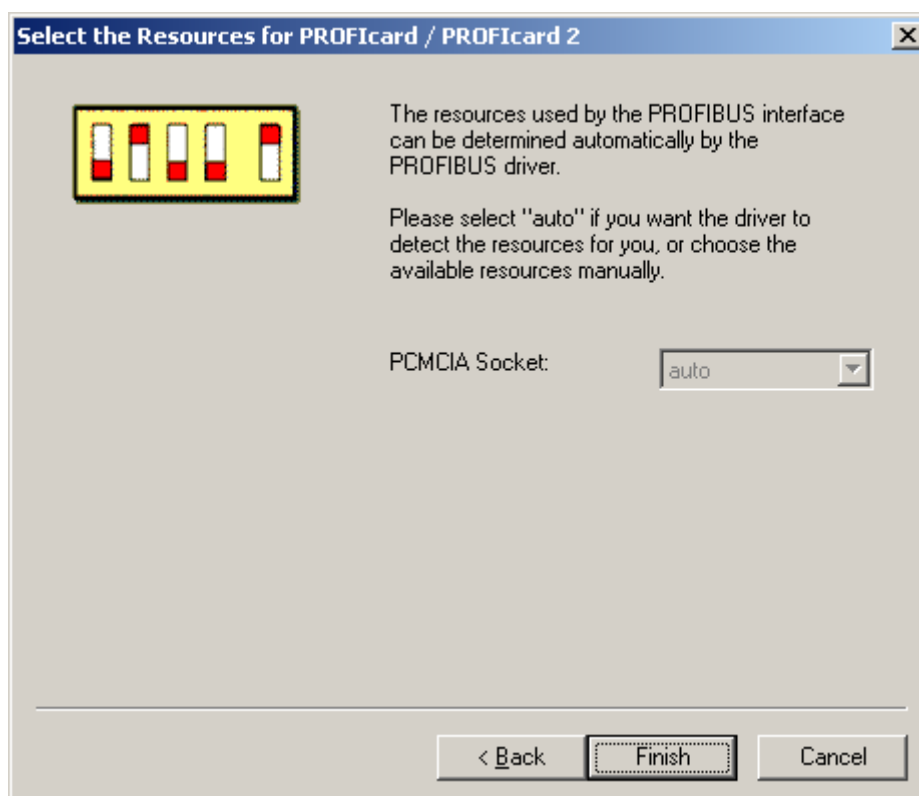 Select the Resources for PROFIcard / PROFIcard 2
The resources used by the PROFIBUS interface
can be determined automatically by the
PROFIBUS driver.
Please select "auto" if you want the driver to
detect the resources for you, or choose the
available resources manually.
PCMCIA Socket:
auto
< Back
Finish
Cancel